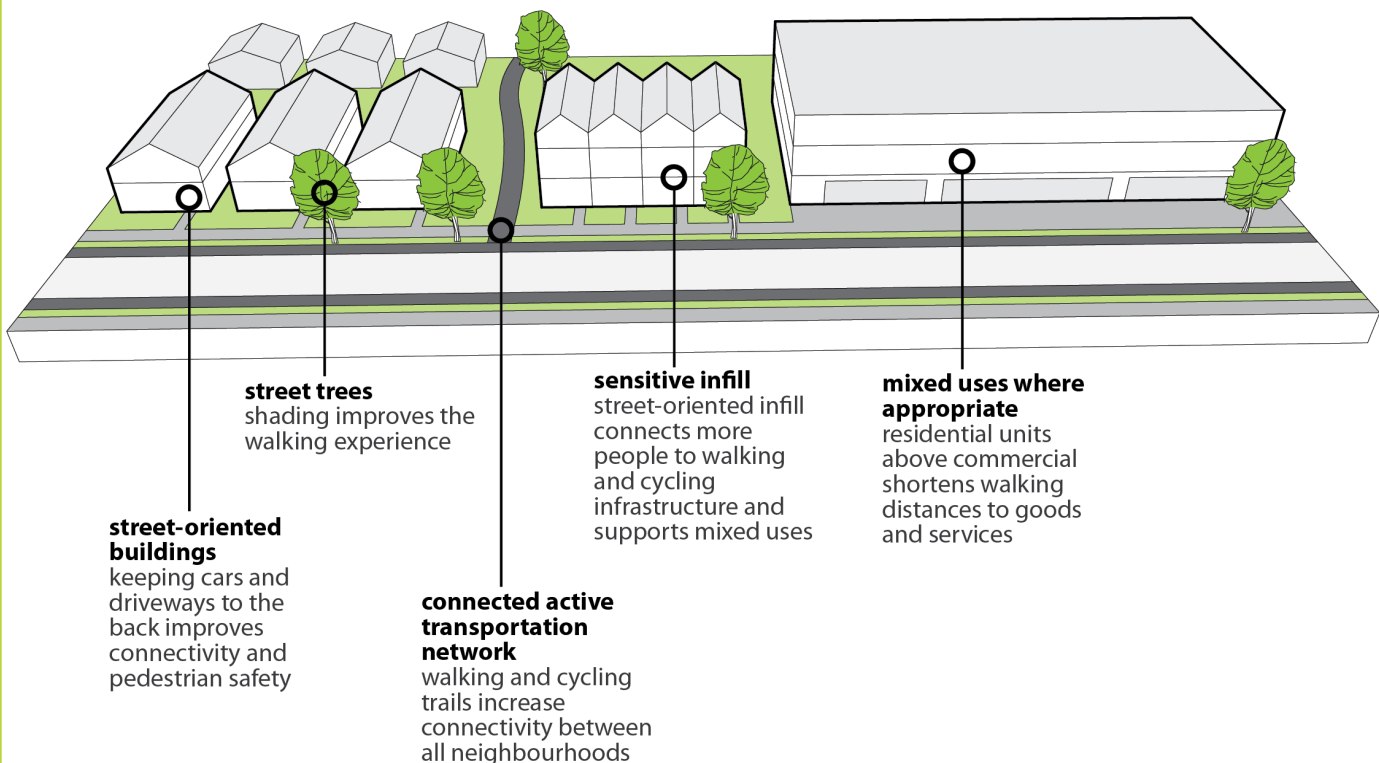 street trees
shading improves the
walking experience
sensitive infill
street-oriented infill
connects more
people to walking
and cycling
infrastructure and
supports mixed uses
mixed uses where
appropriate
residential units
above commercial
shortens walking
distances to goods
and services
street-oriented
buildings
keeping cars and
driveways to the
back improves
connectivity and
pedestrian safety
connected active
transportation
network
walking and cycling
trails increase
connectivity between
all neighbourhoods